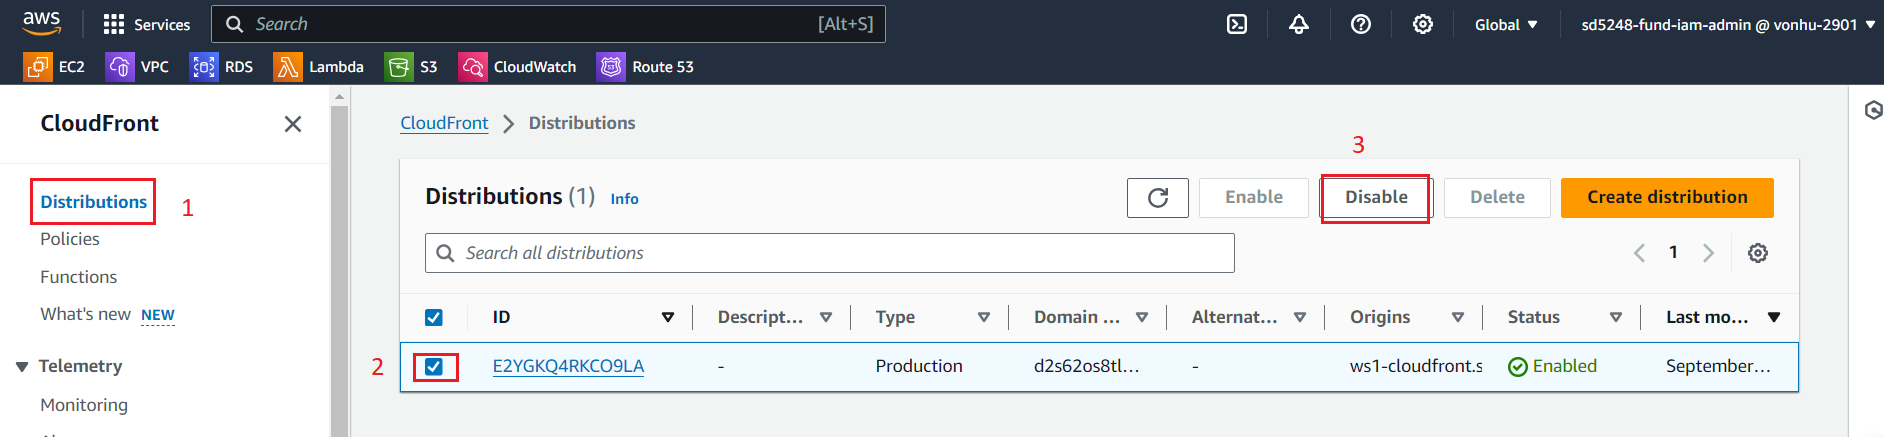 aws Services Search [Alt+S] Global sd5248-fund-iam-admin @ vonhu-2901
EC2 VPC RDS Lambda S3 CloudWatch 53 Route 53
CloudFront
Distributions 1
Policies
Functions
What's new NEW
Telemetry
Monitoring
CloudFront Distributions
3
Distributions (1) Info Enable Disable Delete Create distribution
Search all distributions 1
ID Descript... Type Domain ... Alternat... Origins Status Last mo...
2 E2YGKQ4RKCO9LA - Production d2s62os8tl... - ws1-cloudfront.s Enabled September...